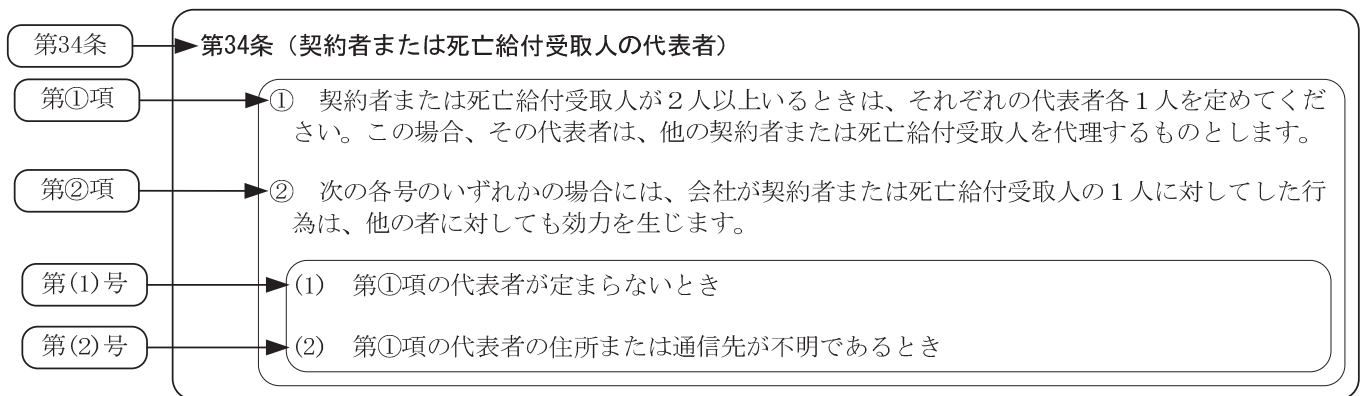 第34条
第34条（契約者または死亡給付受取人の代表者）
第①項
①　契約者または死亡給付受取人が２人以上いるときは、それぞれの代表者各１人を定めてくだ
さい。この場合、その代表者は、他の契約者または死亡給付受取人を代理するものとします。
第②項
②　次の各号のいずれかの場合には、会社が契約者または死亡給付受取人の１人に対してした行
為は、他の者に対しても効力を生じます。
第(1)号
(1)　第①項の代表者が定まらないとき
第(2)号
(2)　第①項の代表者の住所または通信先が不明であるとき